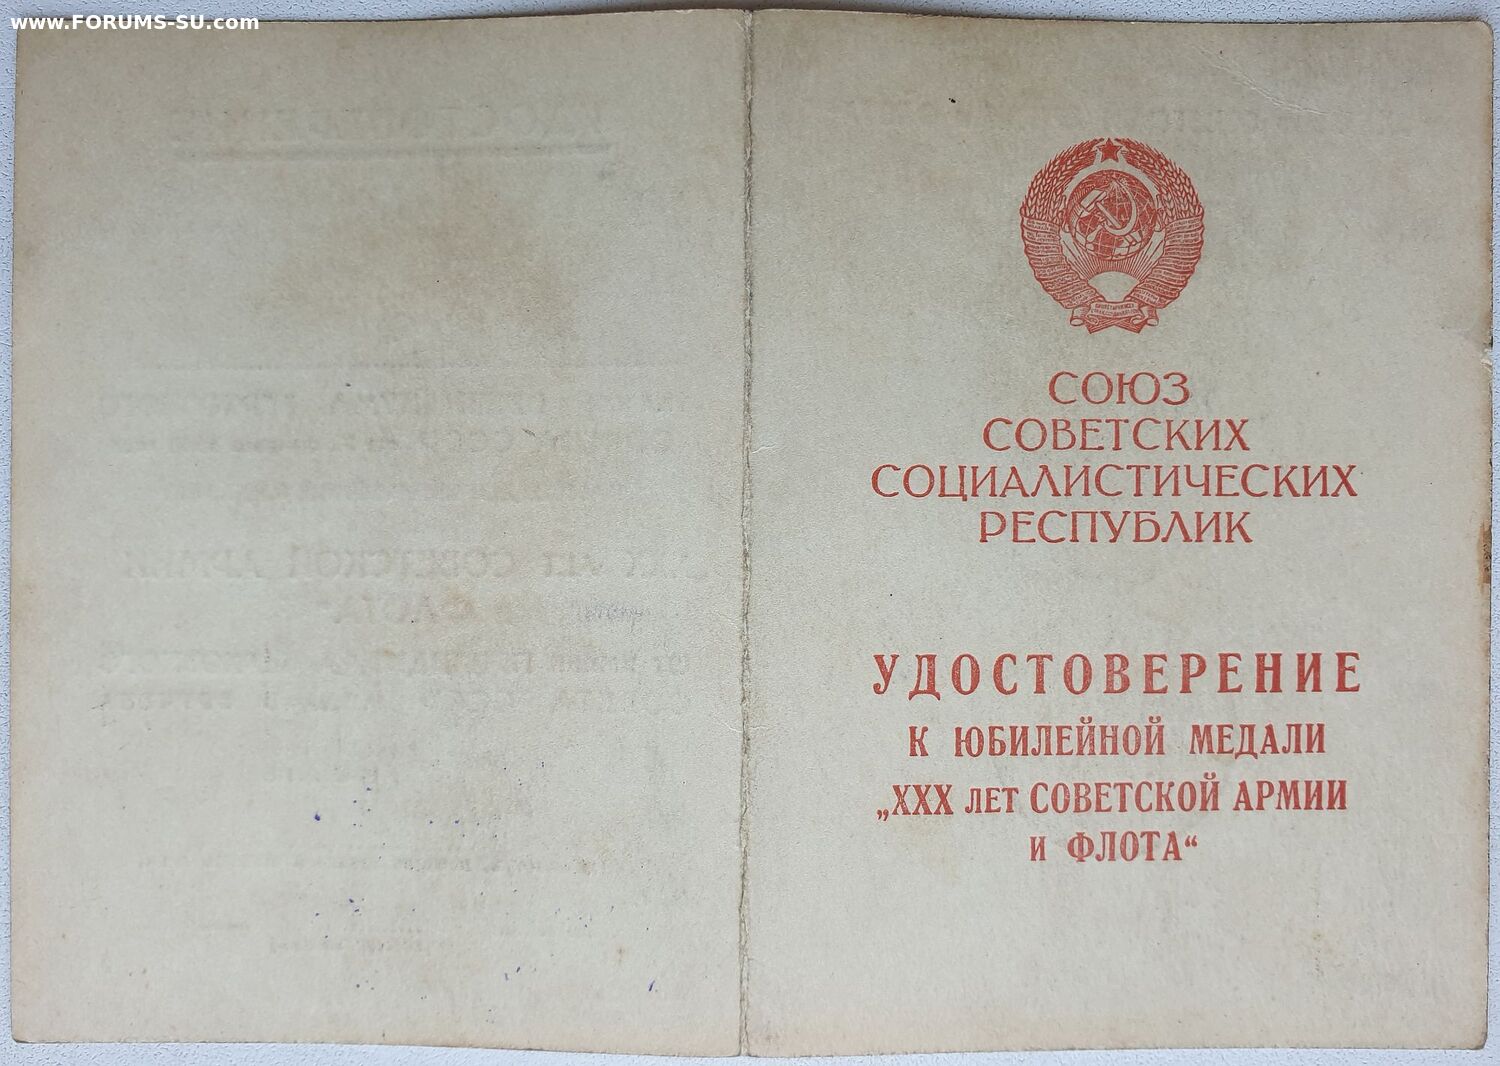 www.FORUMS-SU.com
СОЮЗ
СОВЕТСКИХ
СОЦИАЛИСТИЧЕСКИХ
РЕСПУБЛИК
УДОСТОВЕРЕНИЕ
К ЮБИЛЕЙНОЙ МЕДАЛИ
„XXX ЛЕТ СОВЕТСКОЙ АРМИИ
И ФЛОТА“